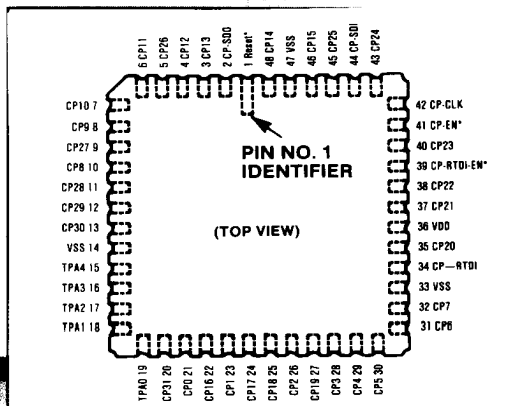 6 CP11
5 CP26
4 CP12
3 CP13
2 CP-SDO
1 Reset*
48 CP14
47 VSS
46 CP15
45 CP25
44 CP-SDI
43 CP24
CP10 7
CP9 8
CP27 9
CP8 10
CP28 11
CP29 12
CP30 13
VSS 14
TPA4 15
TPA3 16
TPA2 17
TPA1 18
42 CP-CLK
41 CP-EN*
40 CP23
39 CP-RTDI-EN*
38 CP22
37 CP21
36 VDD
35 CP20
34 CP—RTDI
33 VSS
32 CP7
31 CP6
PIN NO. 1
IDENTIFIER
(TOP VIEW)
TPA0 19
CP31 20
CP0 21
CP16 22
CP1 23
CP17 24
CP18 25
CP2 26
CP19 27
CP3 28
CP4 29
CP5 30